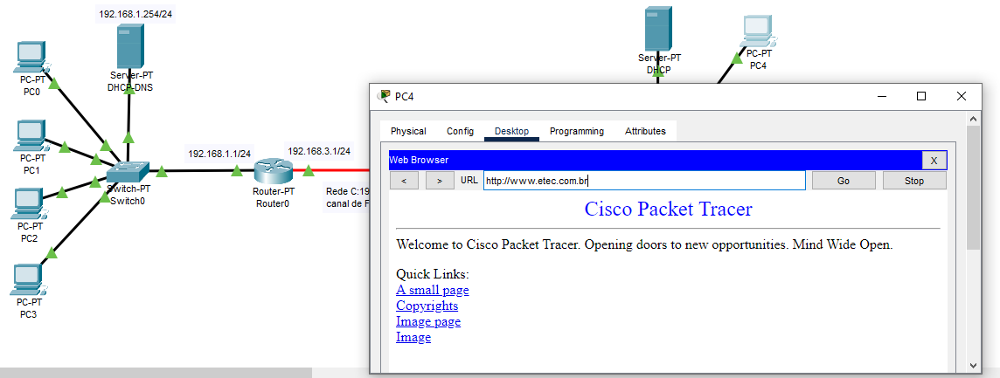 192.168.1.254/24
Server-PT
DHCP-DNS
PC-PT
PC0
PC-PT
PC1
PC-PT
PC2
PC-PT
PC3
Switch-PT
Switch0
192.168.1.1/24
192.168.3.1/24
Router-PT
Router0
Rede C:19
canal de F
Server-PT
DHCP
PC-PT
PC4
PC4
Physical Config Desktop Programming Attributes
Web Browser X
< > URL http://www.etec.com.br Go Stop
Cisco Packet Tracer
Welcome to Cisco Packet Tracer. Opening doors to new opportunities. Mind Wide Open.
Quick Links:
A small page
Copyrights
Image page
Image